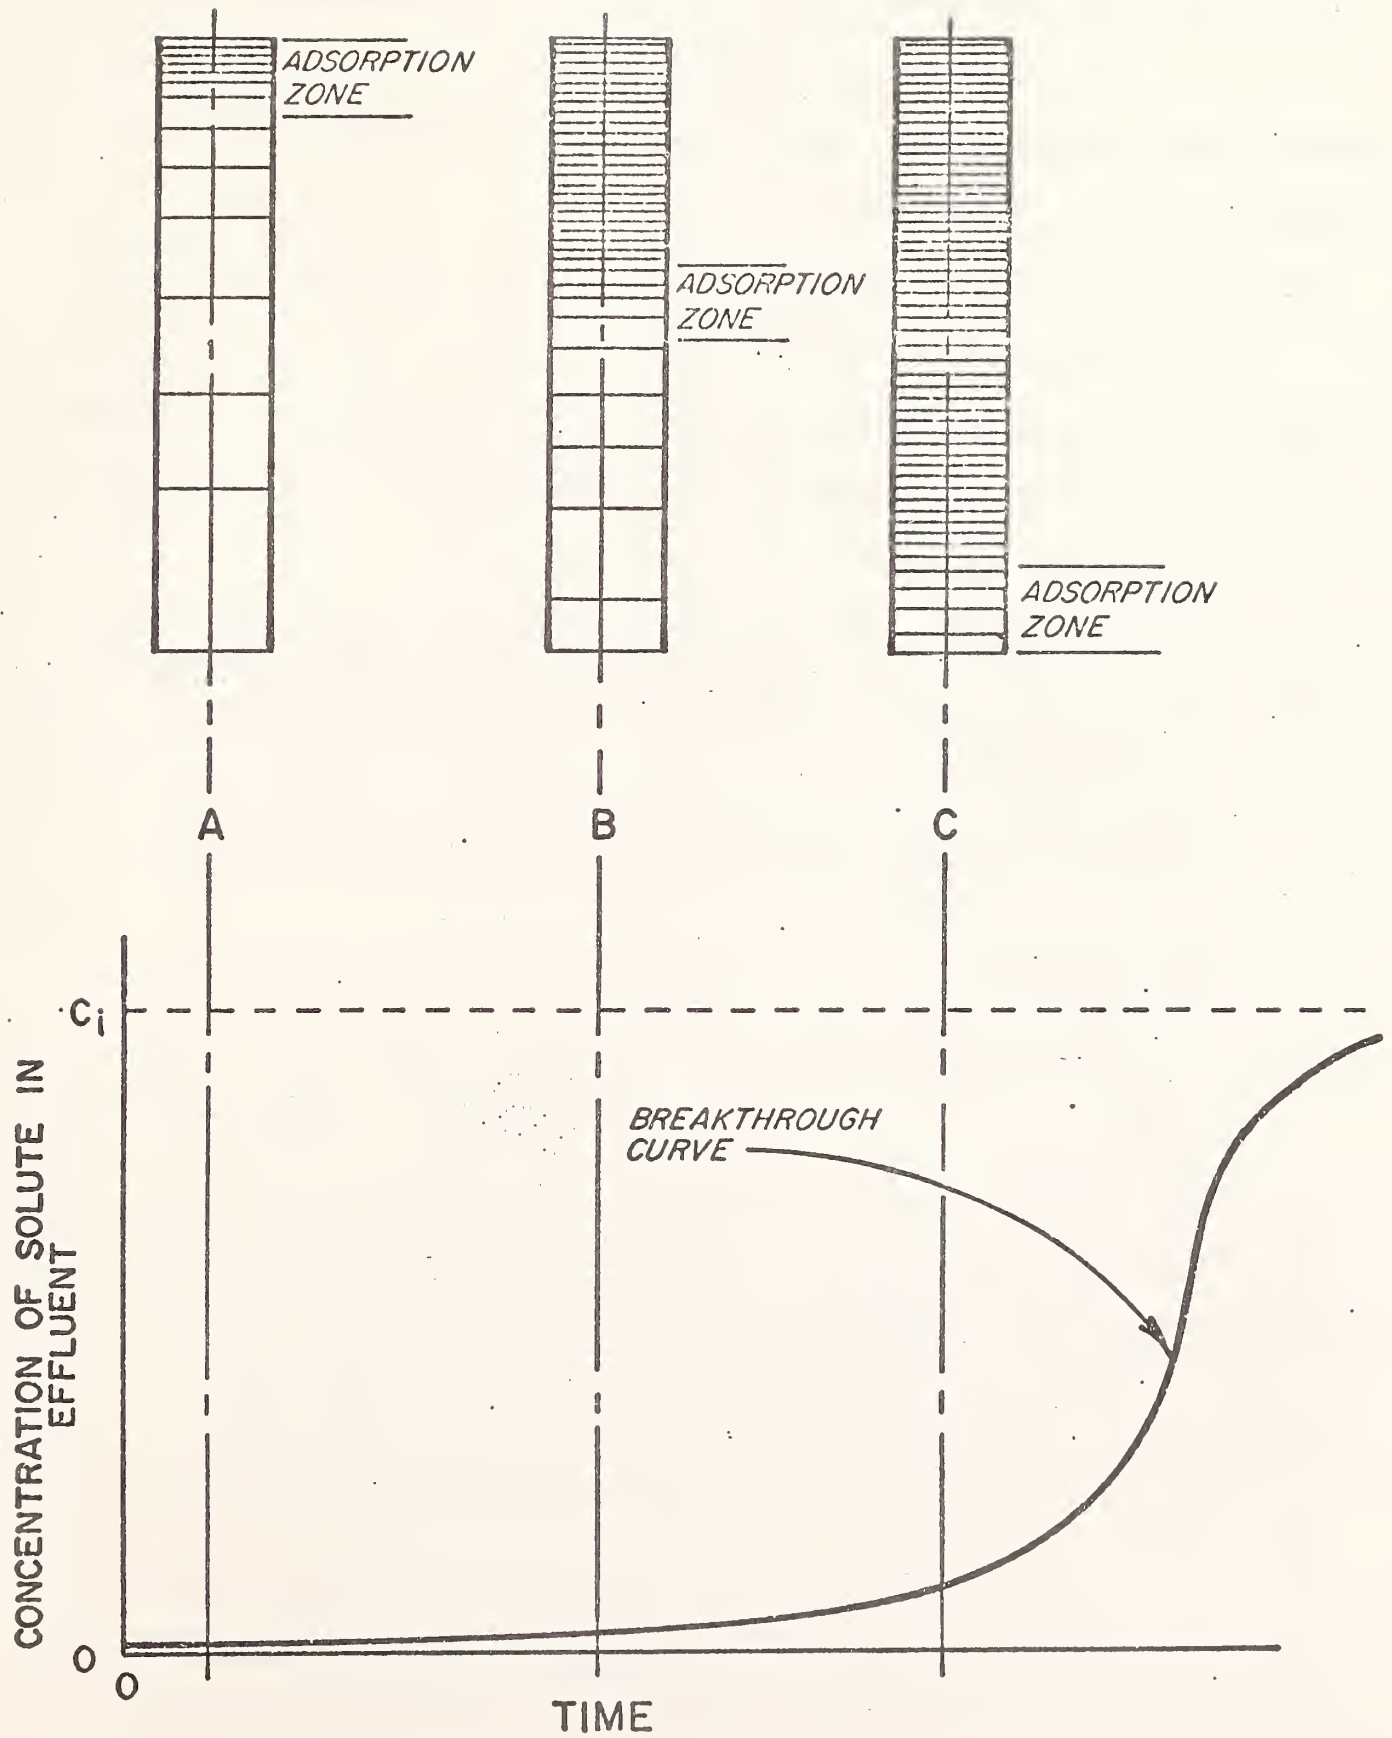 ADSORPTION
ZONE
ADSORPTION
ZONE
ADSORPTION
ZONE
A
B
C
Ci
BREAKTHROUGH
CURVE
CONCENTRATION OF SOLUTE IN
EFFLUENT
0
0
TIME